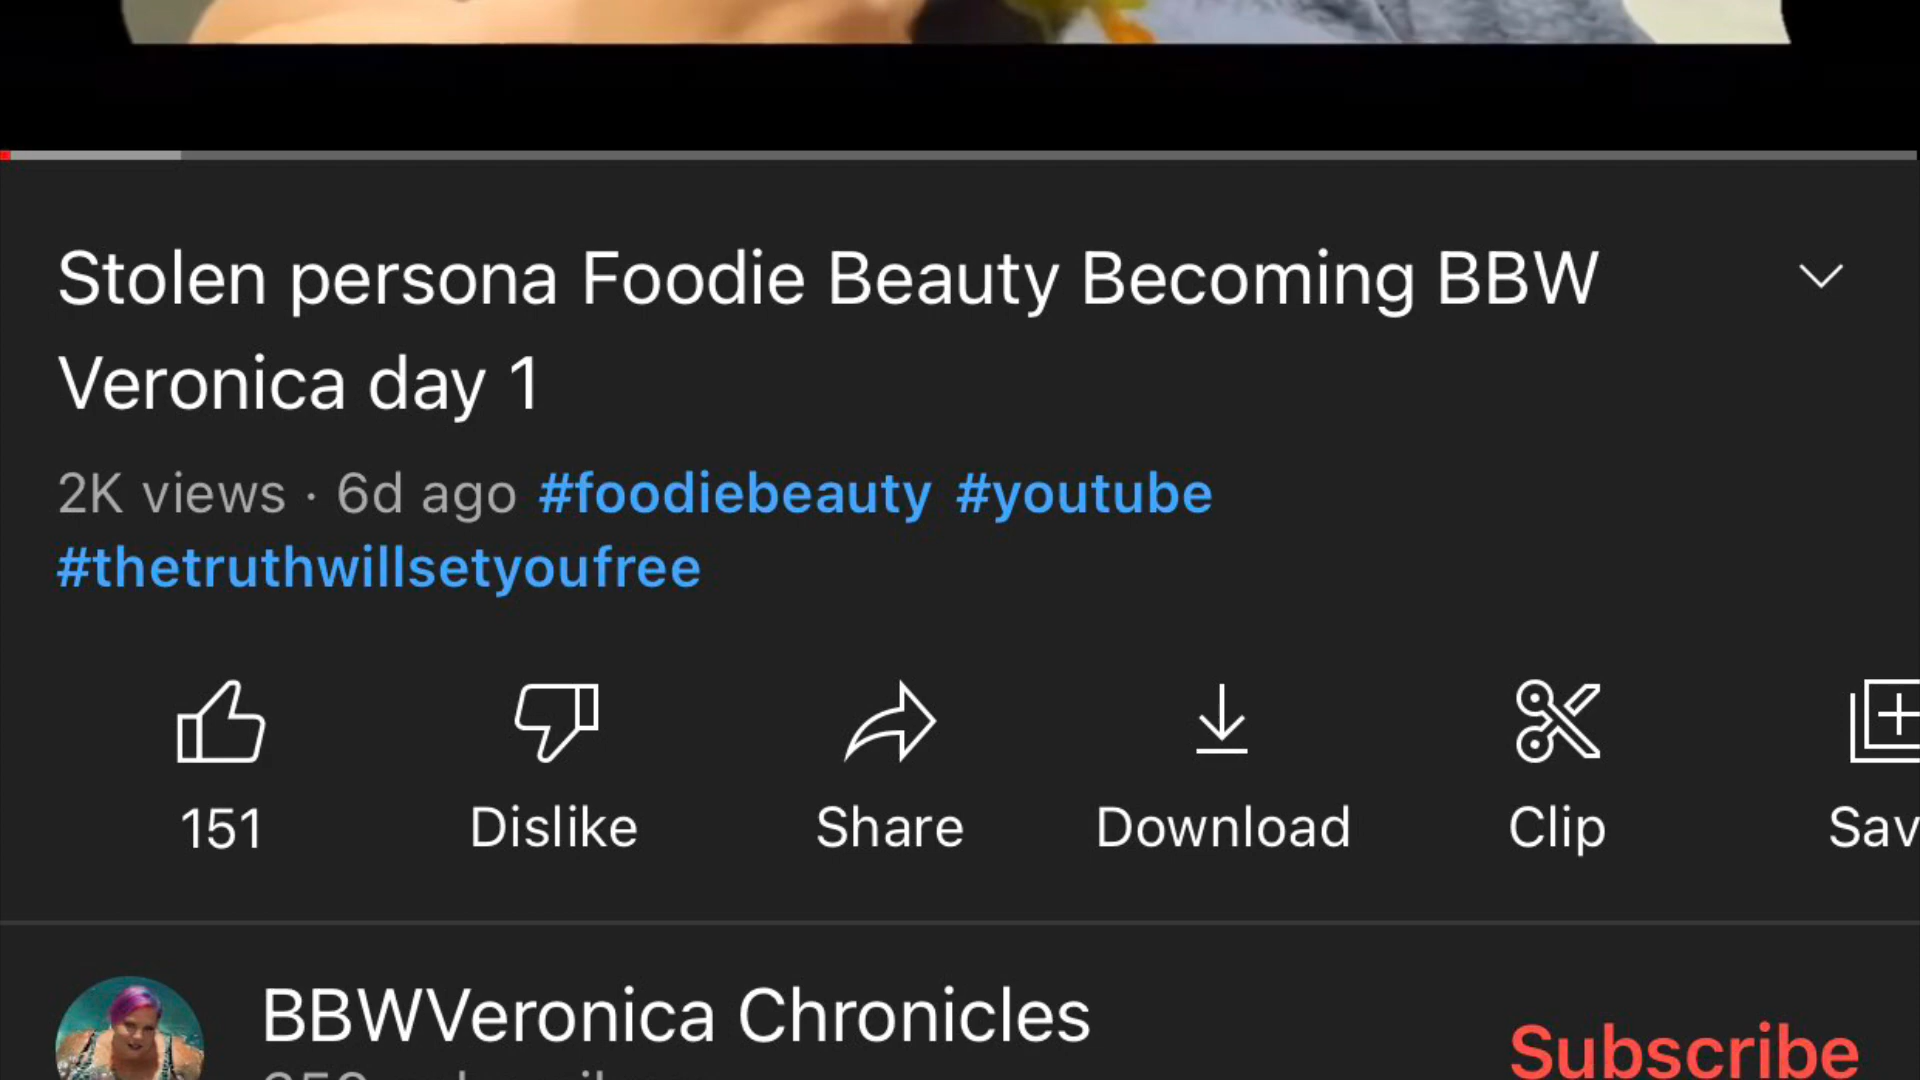 Stolen persona Foodie Beauty Becoming BBW
Veronica day 1
2K views · 6d ago #foodiebeauty #youtube
#thetruthwillsetyoufree
151 Dislike Share Download Clip Sav
BBWVeronica Chronicles
Subscribe